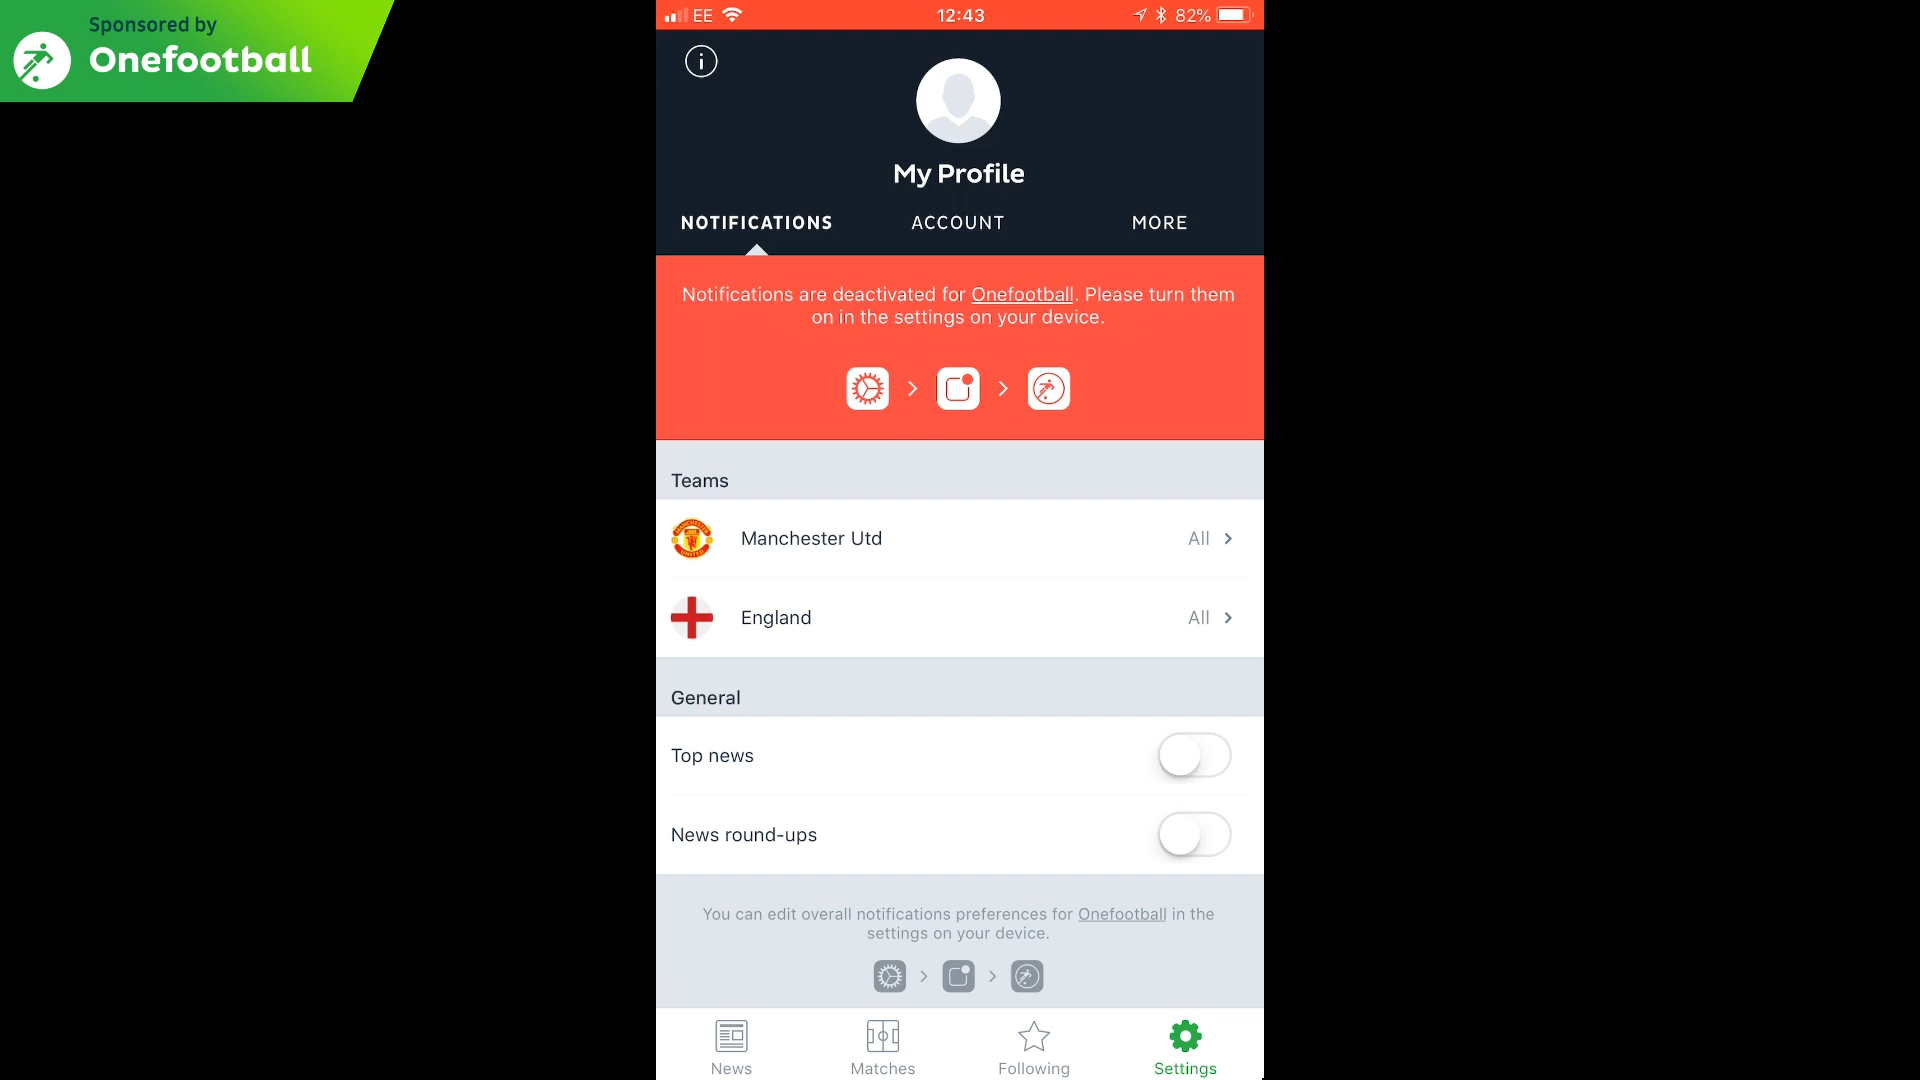 Sponsored by
Onefootball
EE 12:43 82%
My Profile
NOTIFICATIONS ACCOUNT MORE
Notifications are deactivated for Onefootball. Please turn them
on in the settings on your device.
Teams
Manchester Utd All
England All
General
Top news
News round-ups
You can edit overall notifications preferences for Onefootball in the
settings on your device.
News Matches Following Settings